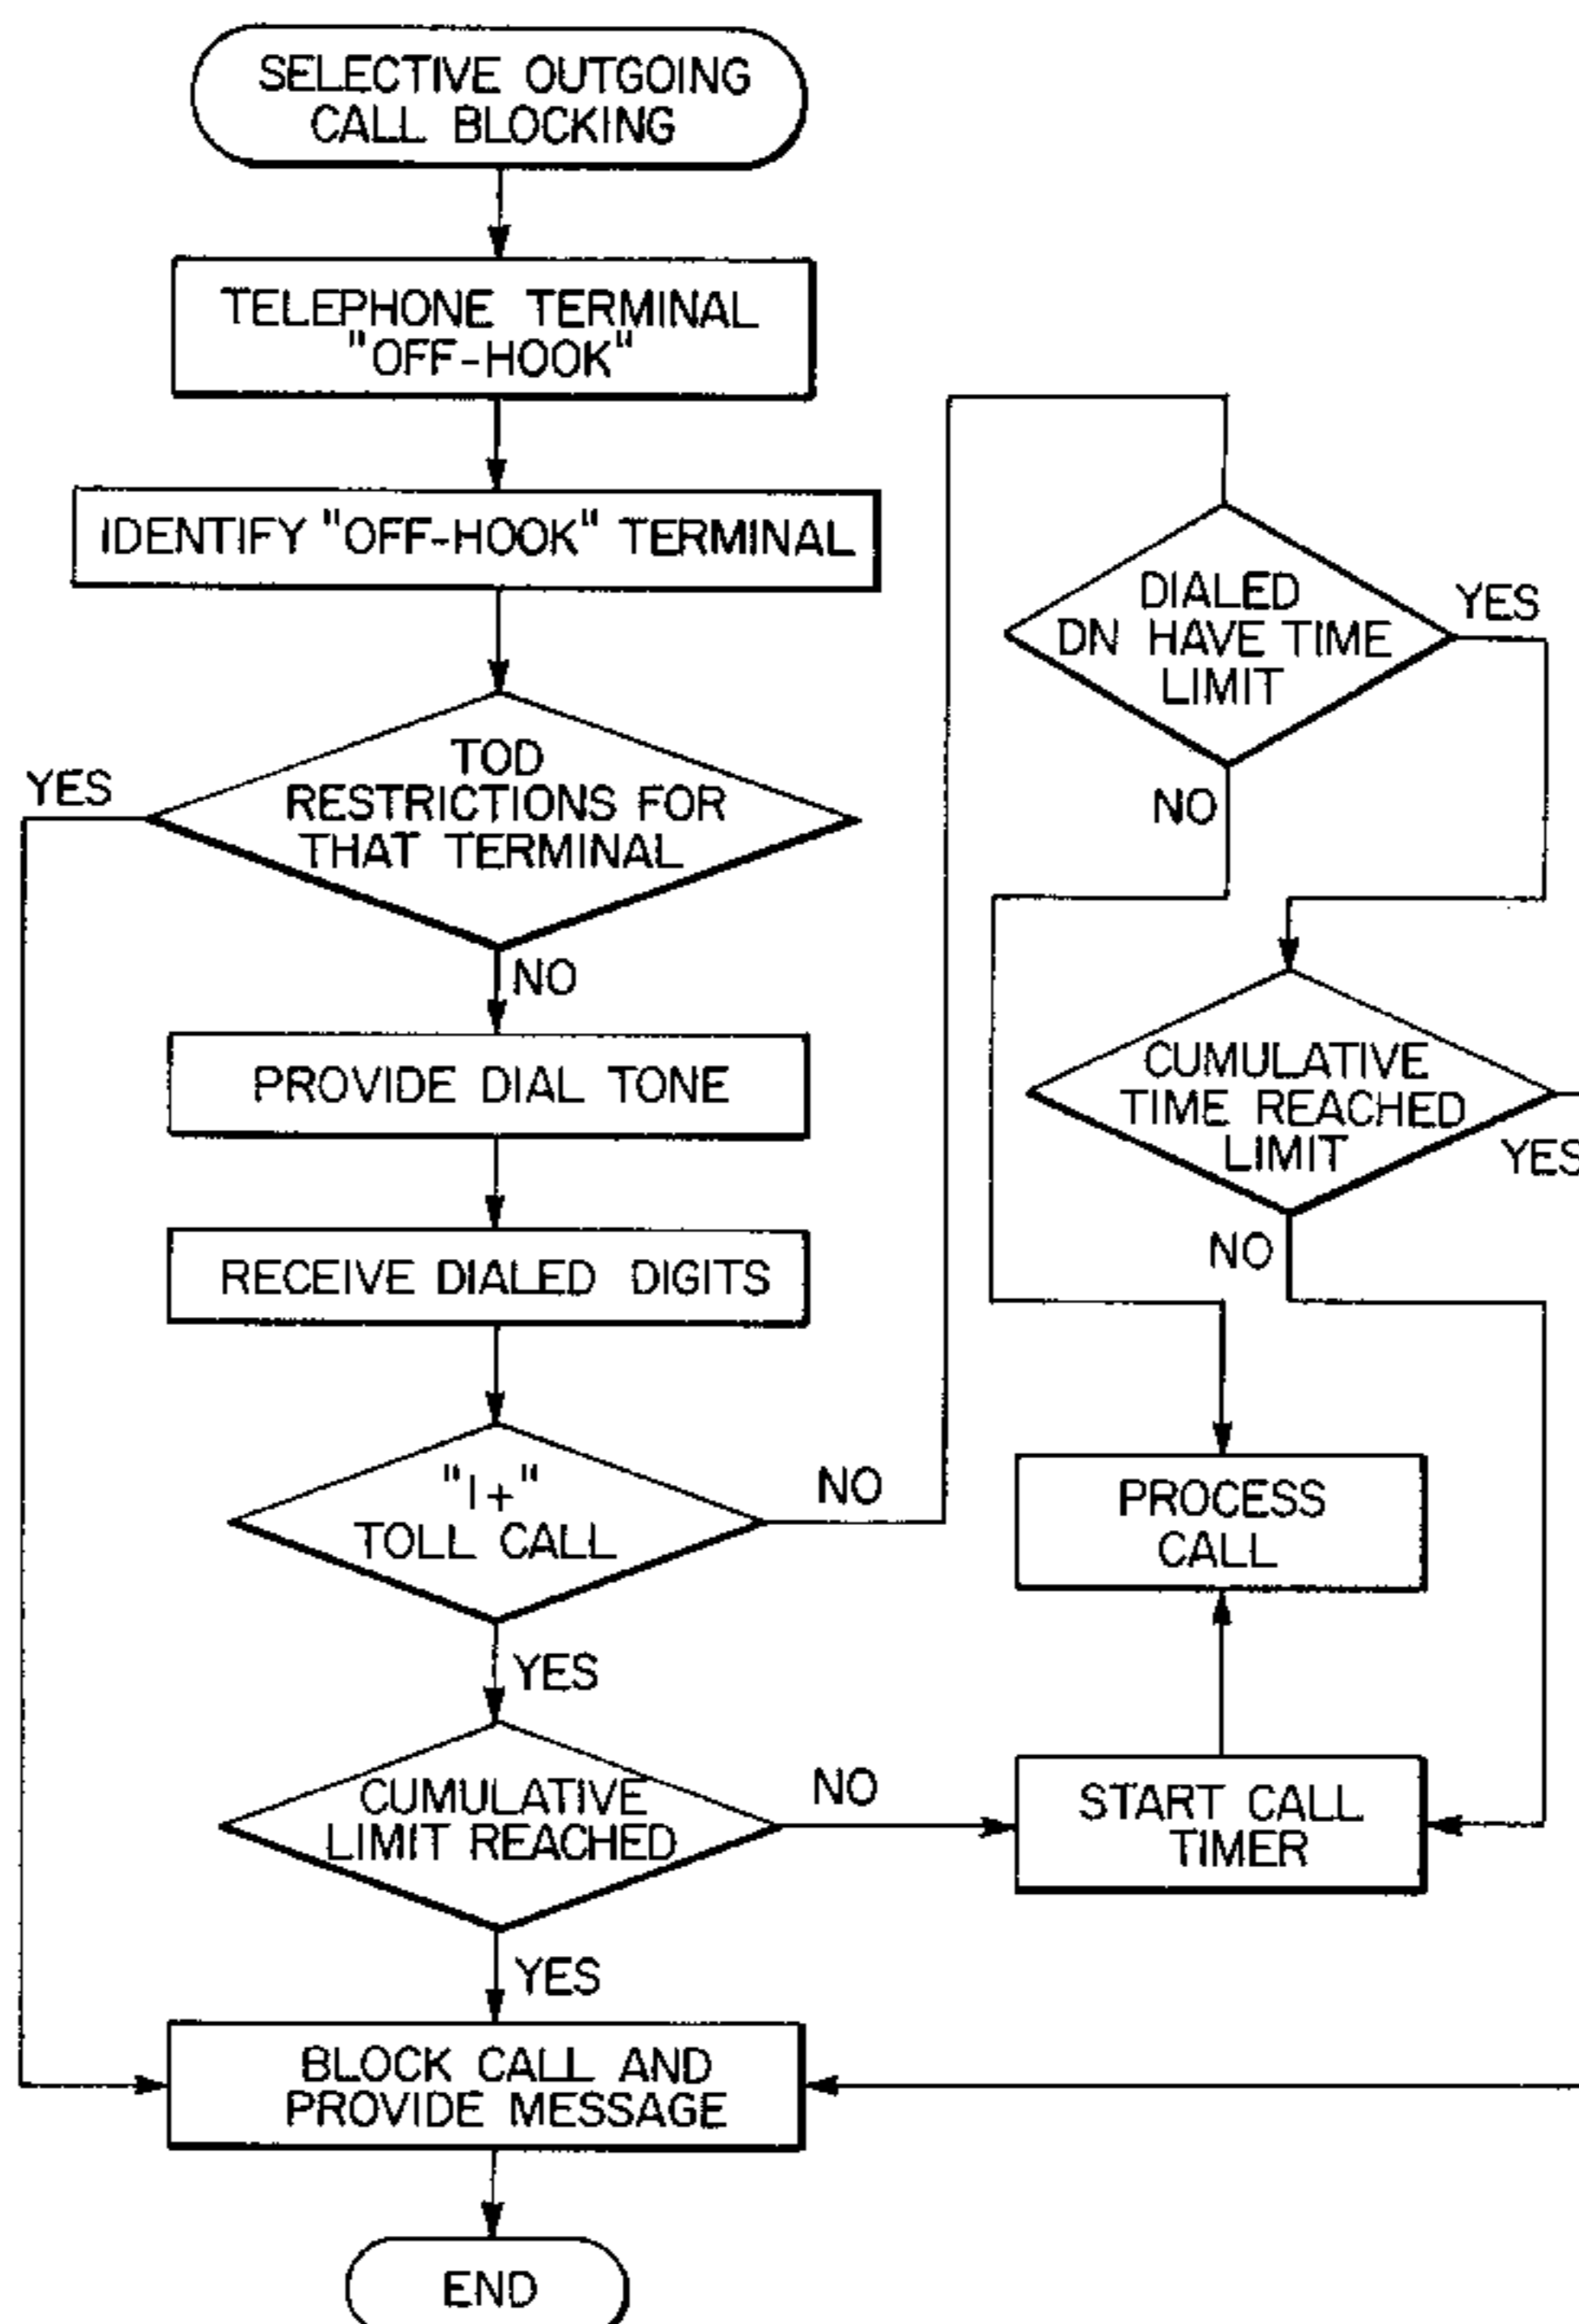 SELECTIVE OUTGOING
CALL BLOCKING
TELEPHONE TERMINAL
"OFF-HOOK"
IDENTIFY "OFF-HOOK" TERMINAL
TOD
RESTRICTIONS FOR
THAT TERMINAL
YES
NO
PROVIDE DIAL TONE
RECEIVE DIALED DIGITS
"1+"
TOLL CALL
NO
YES
CUMULATIVE
LIMIT REACHED
NO
YES
BLOCK CALL AND
PROVIDE MESSAGE
END
DIALED
DN HAVE TIME
LIMIT
YES
NO
CUMULATIVE
TIME REACHED
LIMIT
YES
NO
PROCESS
CALL
START CALL
TIMER